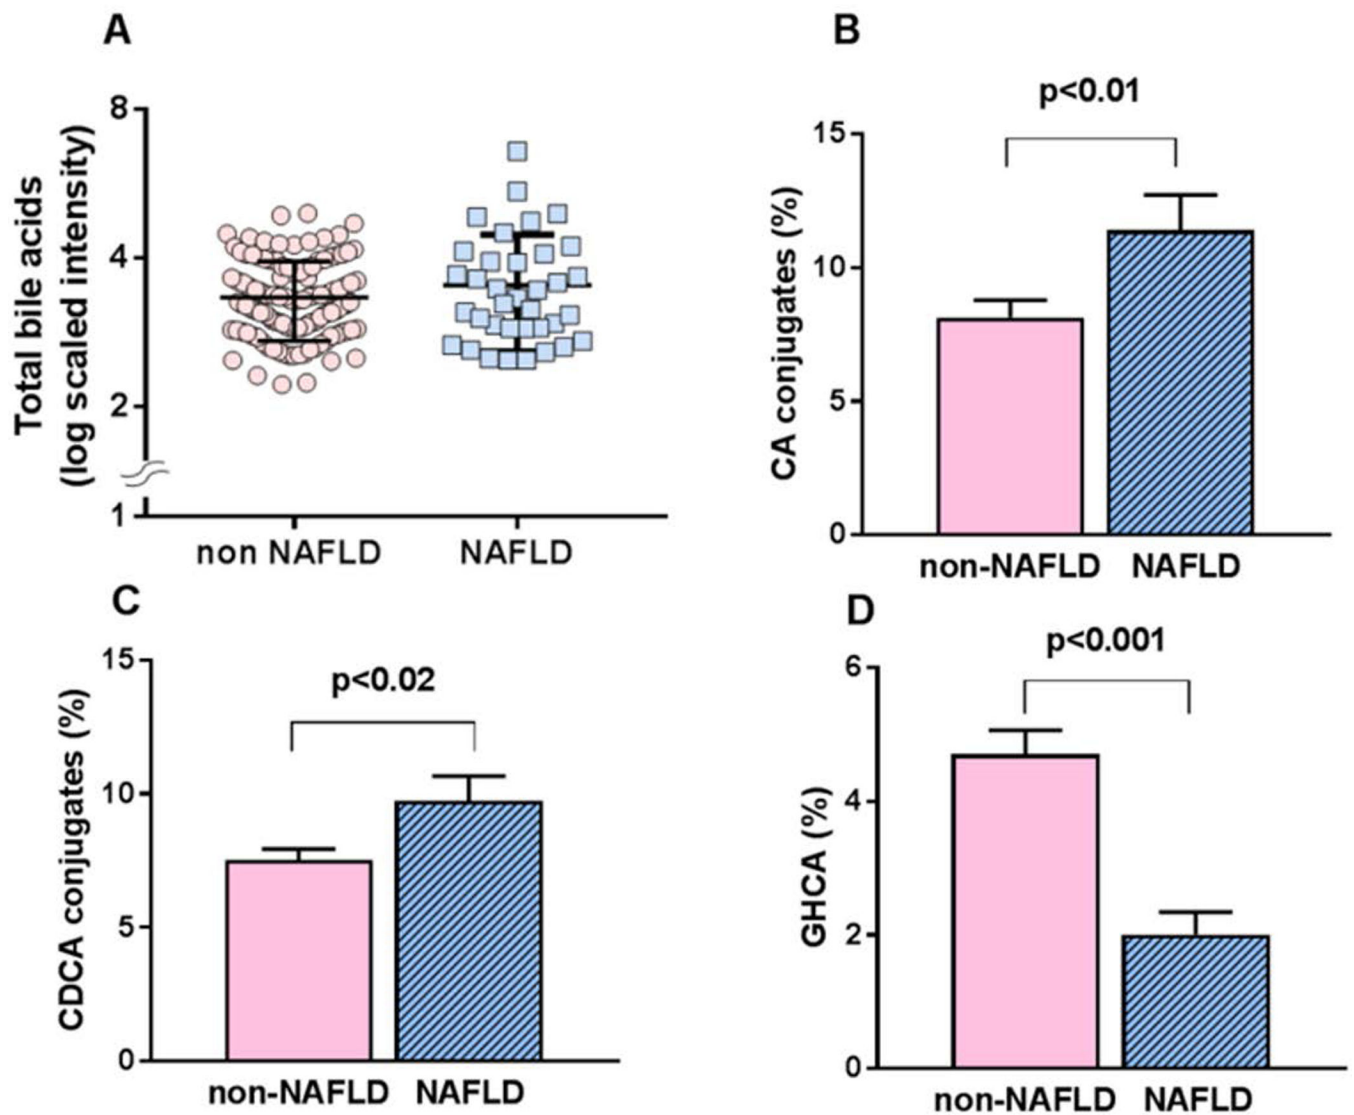 A
Total bile acids
(log scaled intensity)
8
4
2
1
non NAFLD NAFLD
B
p<0.01
CA conjugates (%)
15
10
5
0
non-NAFLD NAFLD
C
p<0.02
CDCA conjugates (%)
15
10
5
0
non-NAFLD NAFLD
D
p<0.001
GHCA (%)
6
4
2
0
non-NAFLD NAFLD